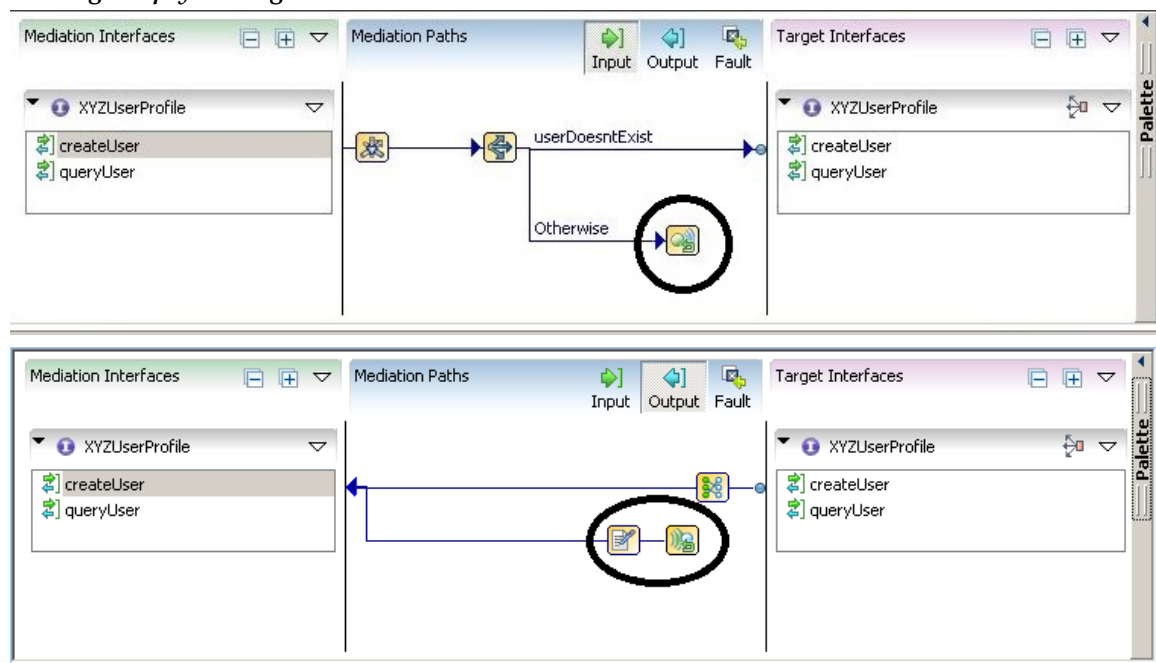 Mediation Interfaces
Mediation Paths
Input Output Fault
Target Interfaces
Palette
XYZUserProfile
createUser
queryUser
userDoesntExist
Otherwise
XYZUserProfile
createUser
queryUser
Mediation Interfaces
Mediation Paths
Input Output Fault
Target Interfaces
Palette
XYZUserProfile
createUser
queryUser
XYZUserProfile
createUser
queryUser